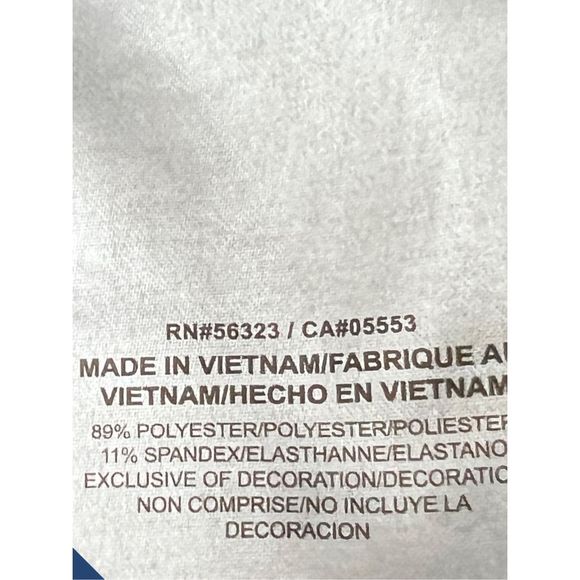 RN#56323 / CA#05553
MADE IN VIETNAM/FABRIQUE AU
VIETNAM/HECHO EN VIETNAM
89% POLYESTER/POLYESTER/POLIESTER
11% SPANDEX/ELASTHANNE/ELASTANO
EXCLUSIVE OF DECORATION/DECORATIO
NON COMPRISE/NO INCLUYE LA
DECORACION